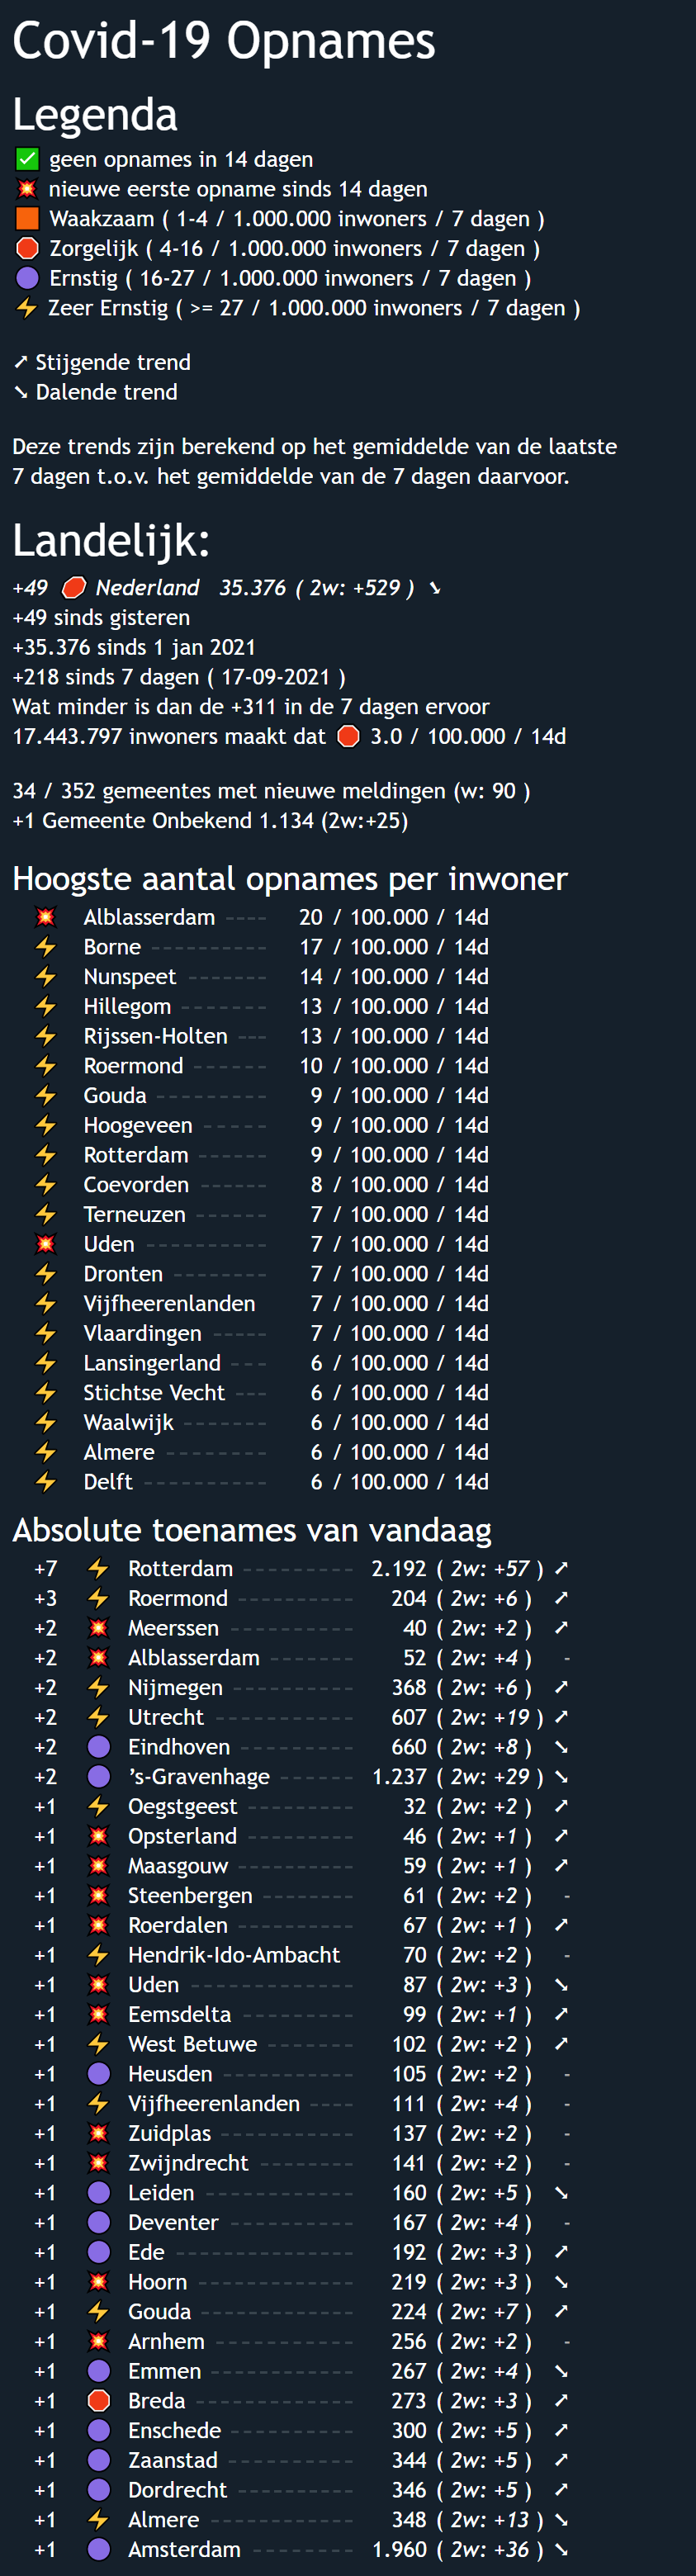 Covid-19 Opnames
Legenda
✅ geen opnames in 14 dagen
💥 nieuwe eerste opname sinds 14 dagen
🟧 Waakzaam ( 1-4 / 1.000.000 inwoners / 7 dagen )
🛑 Zorgelijk ( 4-16 / 1.000.000 inwoners / 7 dagen )
🟣 Ernstig ( 16-27 / 1.000.000 inwoners / 7 dagen )
⚡ Zeer Ernstig ( >= 27 / 1.000.000 inwoners / 7 dagen )
➚ Stijgende trend
➘ Dalende trend
Deze trends zijn berekend op het gemiddelde van de laatste
7 dagen t.o.v. het gemiddelde van de 7 dagen daarvoor.
Landelijk:
+49 🛑 Nederland 35.376 ( 2w: +529 ) ➘
+49 sinds gisteren
+35.376 sinds 1 jan 2021
+218 sinds 7 dagen ( 17-09-2021 )
Wat minder is dan de +311 in de 7 dagen ervoor
17.443.797 inwoners maakt dat 🛑 3.0 / 100.000 / 14d
34 / 352 gemeentes met nieuwe meldingen (w: 90 )
+1 Gemeente Onbekend 1.134 (2w:+25)
Hoogste aantal opnames per inwoner
💥 Alblasserdam ---- 20 / 100.000 / 14d
⚡ Borne ---------- 17 / 100.000 / 14d
⚡ Nunspeet ------- 14 / 100.000 / 14d
⚡ Hillegom ------- 13 / 100.000 / 14d
⚡ Rijssen-Holten --- 13 / 100.000 / 14d
⚡ Roermond ------ 10 / 100.000 / 14d
⚡ Gouda --------- 9 / 100.000 / 14d
⚡ Hoogeveen ----- 9 / 100.000 / 14d
⚡ Rotterdam ------ 9 / 100.000 / 14d
⚡ Coevorden ------ 8 / 100.000 / 14d
⚡ Terneuzen ------ 7 / 100.000 / 14d
💥 Uden ---------- 7 / 100.000 / 14d
⚡ Dronten -------- 7 / 100.000 / 14d
⚡ Vijfheerenlanden 7 / 100.000 / 14d
⚡ Vlaardingen ----- 7 / 100.000 / 14d
⚡ Lansingerland --- 6 / 100.000 / 14d
⚡ Stichtse Vecht --- 6 / 100.000 / 14d
⚡ Waalwijk ------- 6 / 100.000 / 14d
⚡ Almere -------- 6 / 100.000 / 14d
⚡ Delft ---------- 6 / 100.000 / 14d
Absolute toenames van vandaag
+7 ⚡ Rotterdam --------- 2.192 ( 2w: +57 ) ➚
+3 ⚡ Roermond --------- 204 ( 2w: +6 ) ➚
+2 💥 Meerssen ---------- 40 ( 2w: +2 ) ➚
+2 💥 Alblasserdam ------- 52 ( 2w: +4 ) -
+2 ⚡ Nijmegen --------- 368 ( 2w: +6 ) ➚
+2 ⚡ Utrecht ----------- 607 ( 2w: +19 ) ➚
+2 🟣 Eindhoven --------- 660 ( 2w: +8 ) ➘
+2 🟣 ’s-Gravenhage ------ 1.237 ( 2w: +29 ) ➘
+1 ⚡ Oegstgeest --------- 32 ( 2w: +2 ) ➚
+1 💥 Opsterland --------- 46 ( 2w: +1 ) ➚
+1 💥 Maasgouw --------- 59 ( 2w: +1 ) ➚
+1 💥 Steenbergen ------- 61 ( 2w: +2 ) -
+1 💥 Roerdalen --------- 67 ( 2w: +1 ) ➚
+1 ⚡ Hendrik-Ido-Ambacht 70 ( 2w: +2 ) -
+1 💥 Uden ------------- 87 ( 2w: +3 ) ➘
+1 💥 Eemsdelta --------- 99 ( 2w: +1 ) ➚
+1 ⚡ West Betuwe ------- 102 ( 2w: +2 ) ➚
+1 🟣 Heusden ---------- 105 ( 2w: +2 ) -
+1 ⚡ Vijfheerenlanden ---- 111 ( 2w: +4 ) -
+1 💥 Zuidplas ----------- 137 ( 2w: +2 ) -
+1 💥 Zwijndrecht -------- 141 ( 2w: +2 ) -
+1 🟣 Leiden ------------ 160 ( 2w: +5 ) ➘
+1 🟣 Deventer ---------- 167 ( 2w: +4 ) -
+1 🟣 Ede -------------- 192 ( 2w: +3 ) ➚
+1 💥 Hoorn ------------ 219 ( 2w: +3 ) ➘
+1 ⚡ Gouda ------------ 224 ( 2w: +7 ) ➚
+1 💥 Arnhem ----------- 256 ( 2w: +2 ) -
+1 🟣 Emmen ----------- 267 ( 2w: +4 ) ➘
+1 🛑 Breda ------------ 273 ( 2w: +3 ) ➚
+1 🟣 Enschede ---------- 300 ( 2w: +5 ) ➚
+1 🟣 Zaanstad ---------- 344 ( 2w: +5 ) ➚
+1 🟣 Dordrecht --------- 346 ( 2w: +5 ) ➚
+1 ⚡ Almere ----------- 348 ( 2w: +13 ) ➘
+1 🟣 Amsterdam -------- 1.960 ( 2w: +36 ) ➘